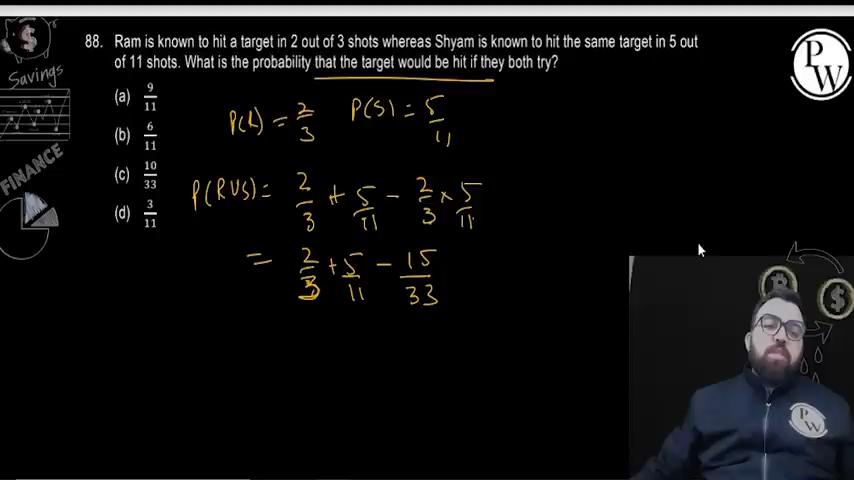 88. Ram is known to hit a target in 2 out of 3 shots whereas Shyam is known to hit the same target in 5 out
of 11 shots. What is the probability that the target would be hit if they both try?
(a) 9/11
(b) 6/11
(c) 10/33
(d) 3/11
P(R) = 2/3 P(S) = 5/11
P(RUS) = 2/3 + 5/11 - 2/3 × 5/11
= 2/3 + 5/11 - 15/33
$
Savings
FINANCE
P
W
B
$
P
W